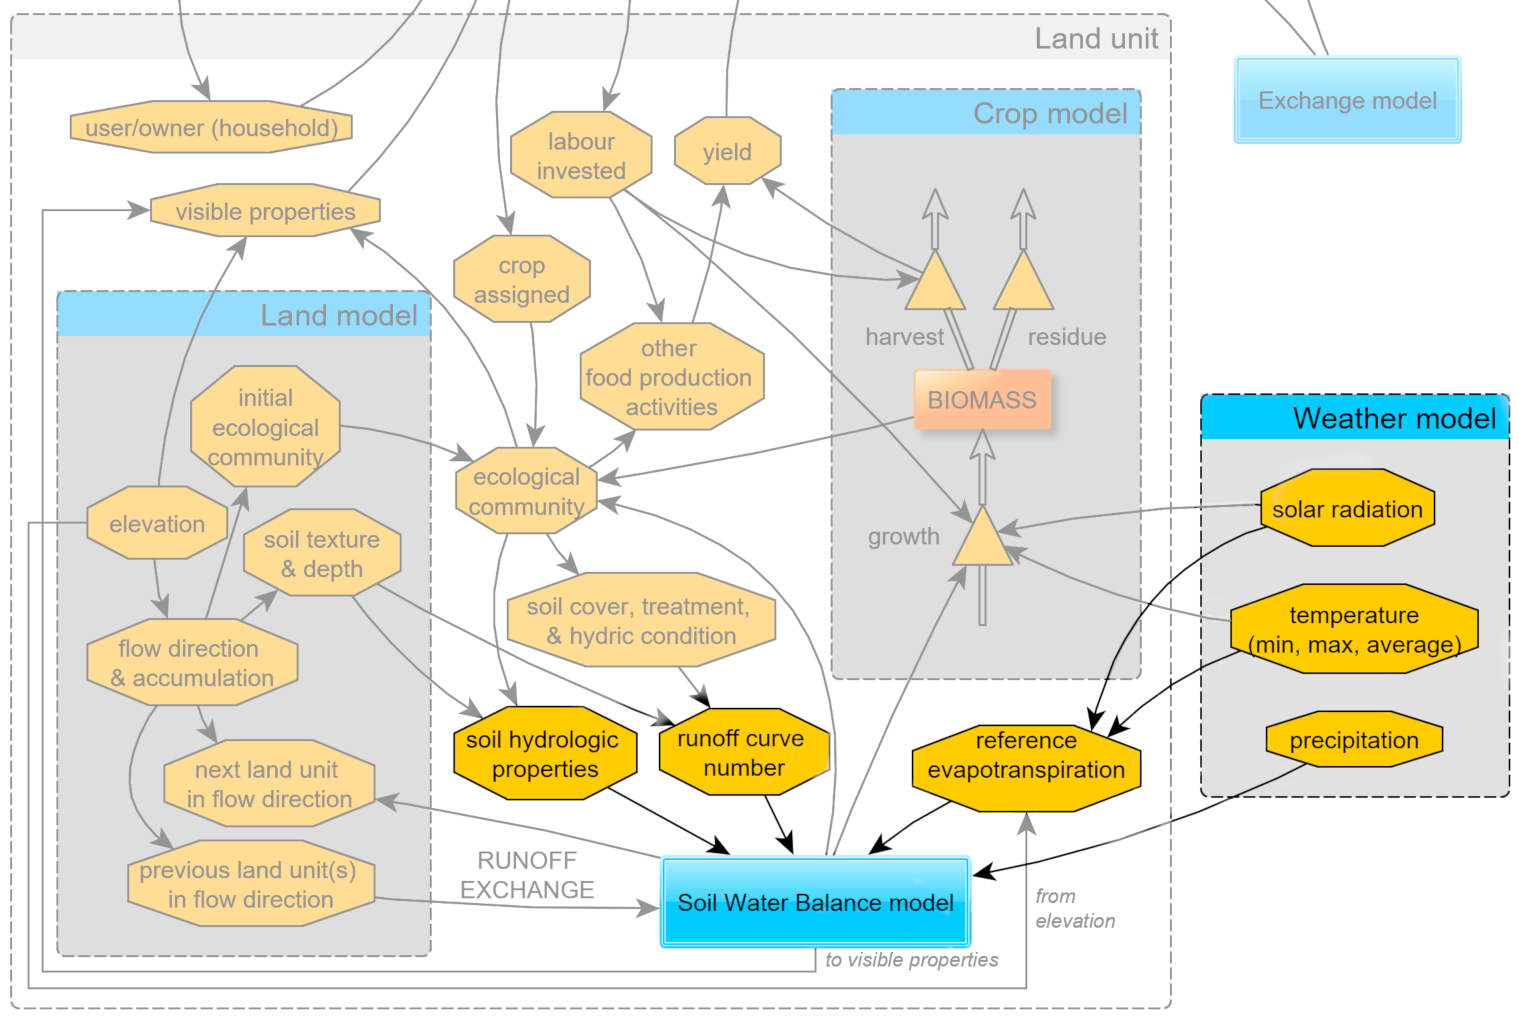 Land unit
Exchange model
Crop model
user/owner (household)
labour
invested
yield
visible properties
crop
assigned
Land model
harvest
residue
other
food production
activities
BIOMASS
initial
ecological
community
Weather model
ecological
community
solar radiation
elevation
growth
soil texture
& depth
soil cover, treatment,
& hydric condition
temperature
(min, max, average)
flow direction
& accumulation
soil hydrologic
properties
runoff curve
number
reference
evapotranspiration
precipitation
next land unit
in flow direction
previous land unit(s)
in flow direction
RUNOFF
EXCHANGE
Soil Water Balance model
from
elevation
to visible properties